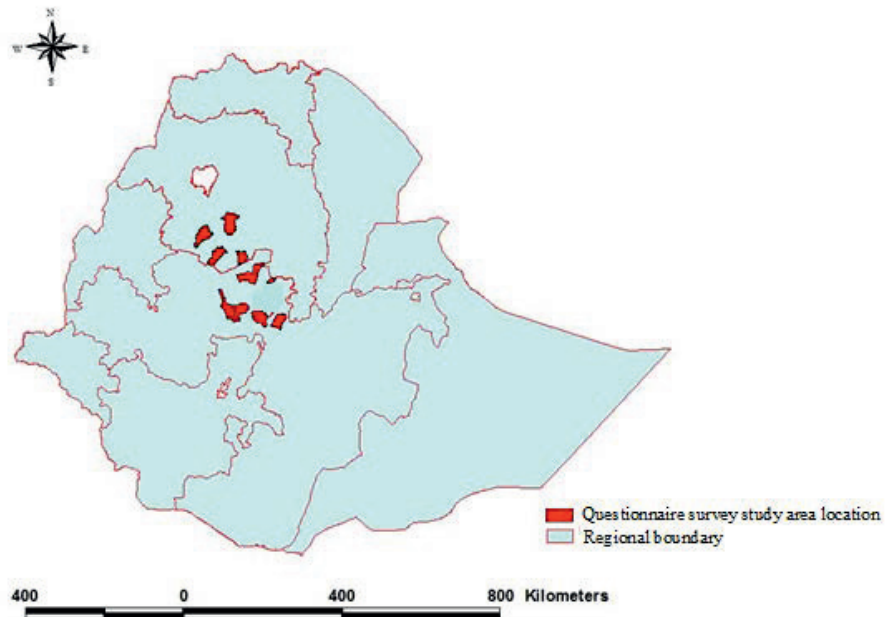 N
W E
S
Questionnaire survey study area location
Regional boundary
400 0 400 800 Kilometers